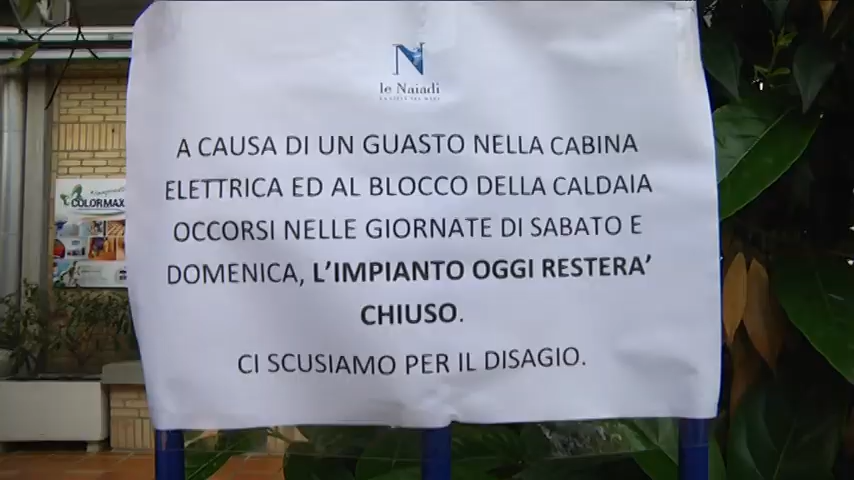 N
le Naiadi
A CAUSA DI UN GUASTO NELLA CABINA
ELETTRICA ED AL BLOCCO DELLA CALDAIA
OCCORSI NELLE GIORNATE DI SABATO E
DOMENICA, L'IMPIANTO OGGI RESTERA'
CHIUSO.
CI SCUSIAMO PER IL DISAGIO.
COLORMAX